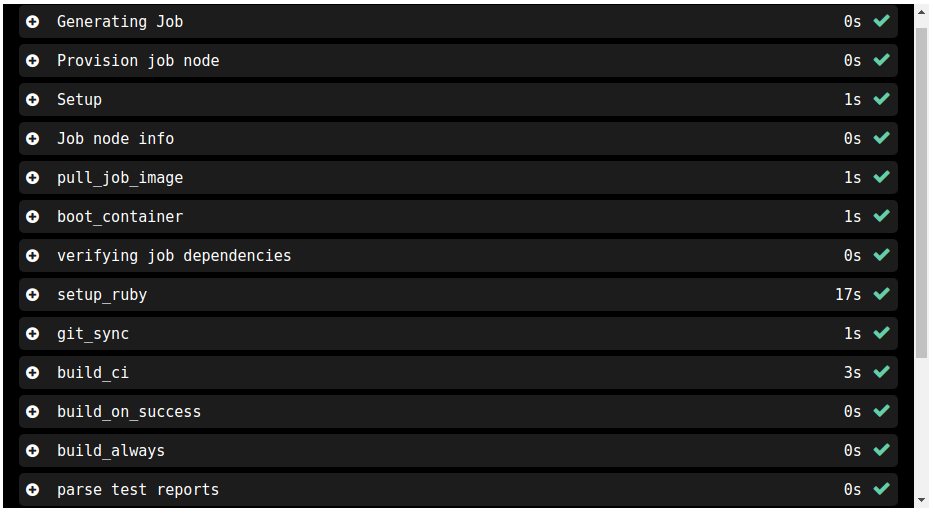 Generating Job 0s
Provision job node 0s
Setup 1s
Job node info 0s
pull_job_image 1s
boot_container 1s
verifying job dependencies 0s
setup_ruby 17s
git_sync 1s
build_ci 3s
build_on_success 0s
build_always 0s
parse test reports 0s